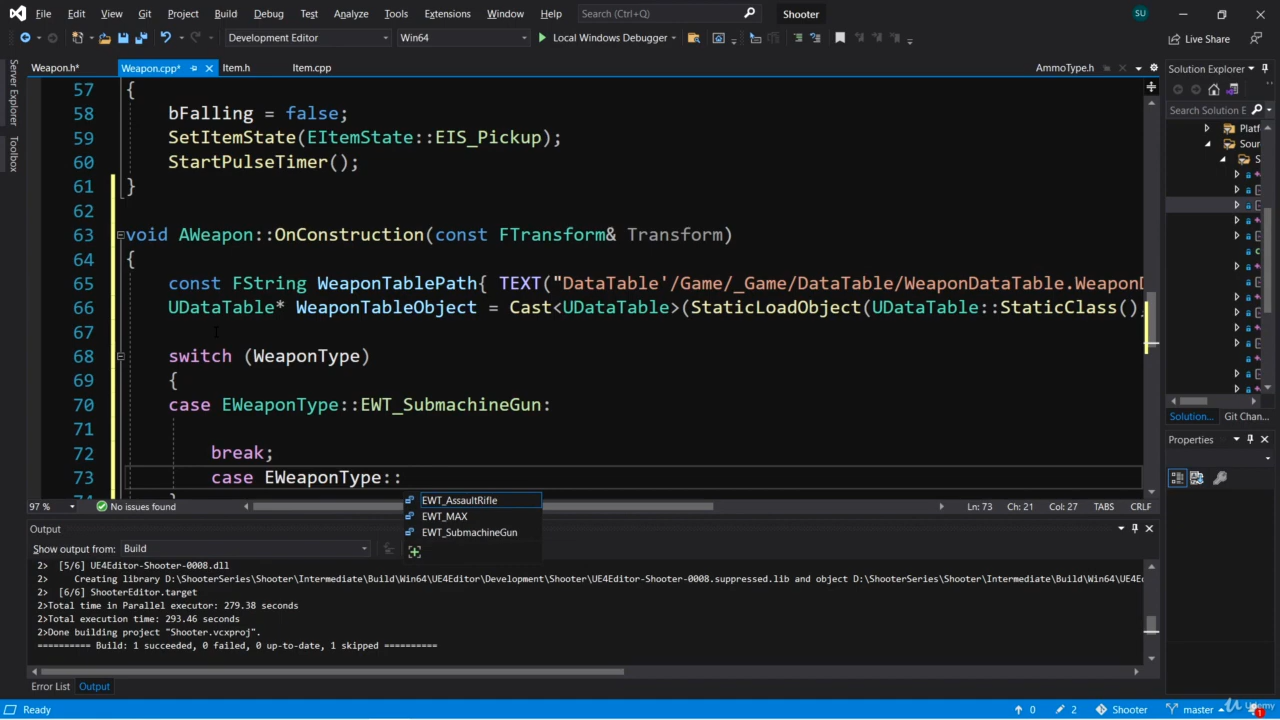 File Edit View Git Project Build Debug Test Analyze Tools Extensions Window Help Search (Ctrl+Q) Shooter SU
Development Editor Win64 Local Windows Debugger Live Share
Weapon.h* Weapon.cpp* Item.h Item.cpp AmmoType.h Solution Explorer
Server Explorer
Toolbox
Search Solution E
Platf
Sour
S
57 {
58 bFalling = false;
59 SetItemState(EItemState::EIS_Pickup);
60 StartPulseTimer();
61 }
62
63 void AWeapon::OnConstruction(const FTransform& Transform)
64 {
65 const FString WeaponTablePath{ TEXT("DataTable'/Game/_Game/DataTable/WeaponDataTable.WeaponD
66 UDataTable* WeaponTableObject = Cast<UDataTable>(StaticLoadObject(UDataTable::StaticClass(),
67
68 switch (WeaponType)
69 {
70 case EWeaponType::EWT_SubmachineGun:
71
72 break;
73 case EWeaponType::
74 }
EWT_AssaultRifle
EWT_MAX
EWT_SubmachineGun
Solution... Git Chan...
Properties
97 % No issues found Ln: 73 Ch: 21 Col: 27 TABS CRLF
Output
Show output from: Build
2> [5/6] UE4Editor-Shooter-0008.dll
2> Creating library D:\ShooterSeries\Shooter\Intermediate\Build\Win64\UE4Editor\Development\Shooter\UE4Editor-Shooter-0008.suppressed.lib and object D:\ShooterSeries\Shooter\Intermediate\Build\Win64\UE4E
2> [6/6] ShooterEditor.target
2>Total time in Parallel executor: 279.38 seconds
2>Total execution time: 293.46 seconds
2>Done building project "Shooter.vcxproj".
========== Build: 1 succeeded, 0 failed, 0 up-to-date, 1 skipped ==========
Error List Output
Ready 0 2 Shooter master 1
Udemy